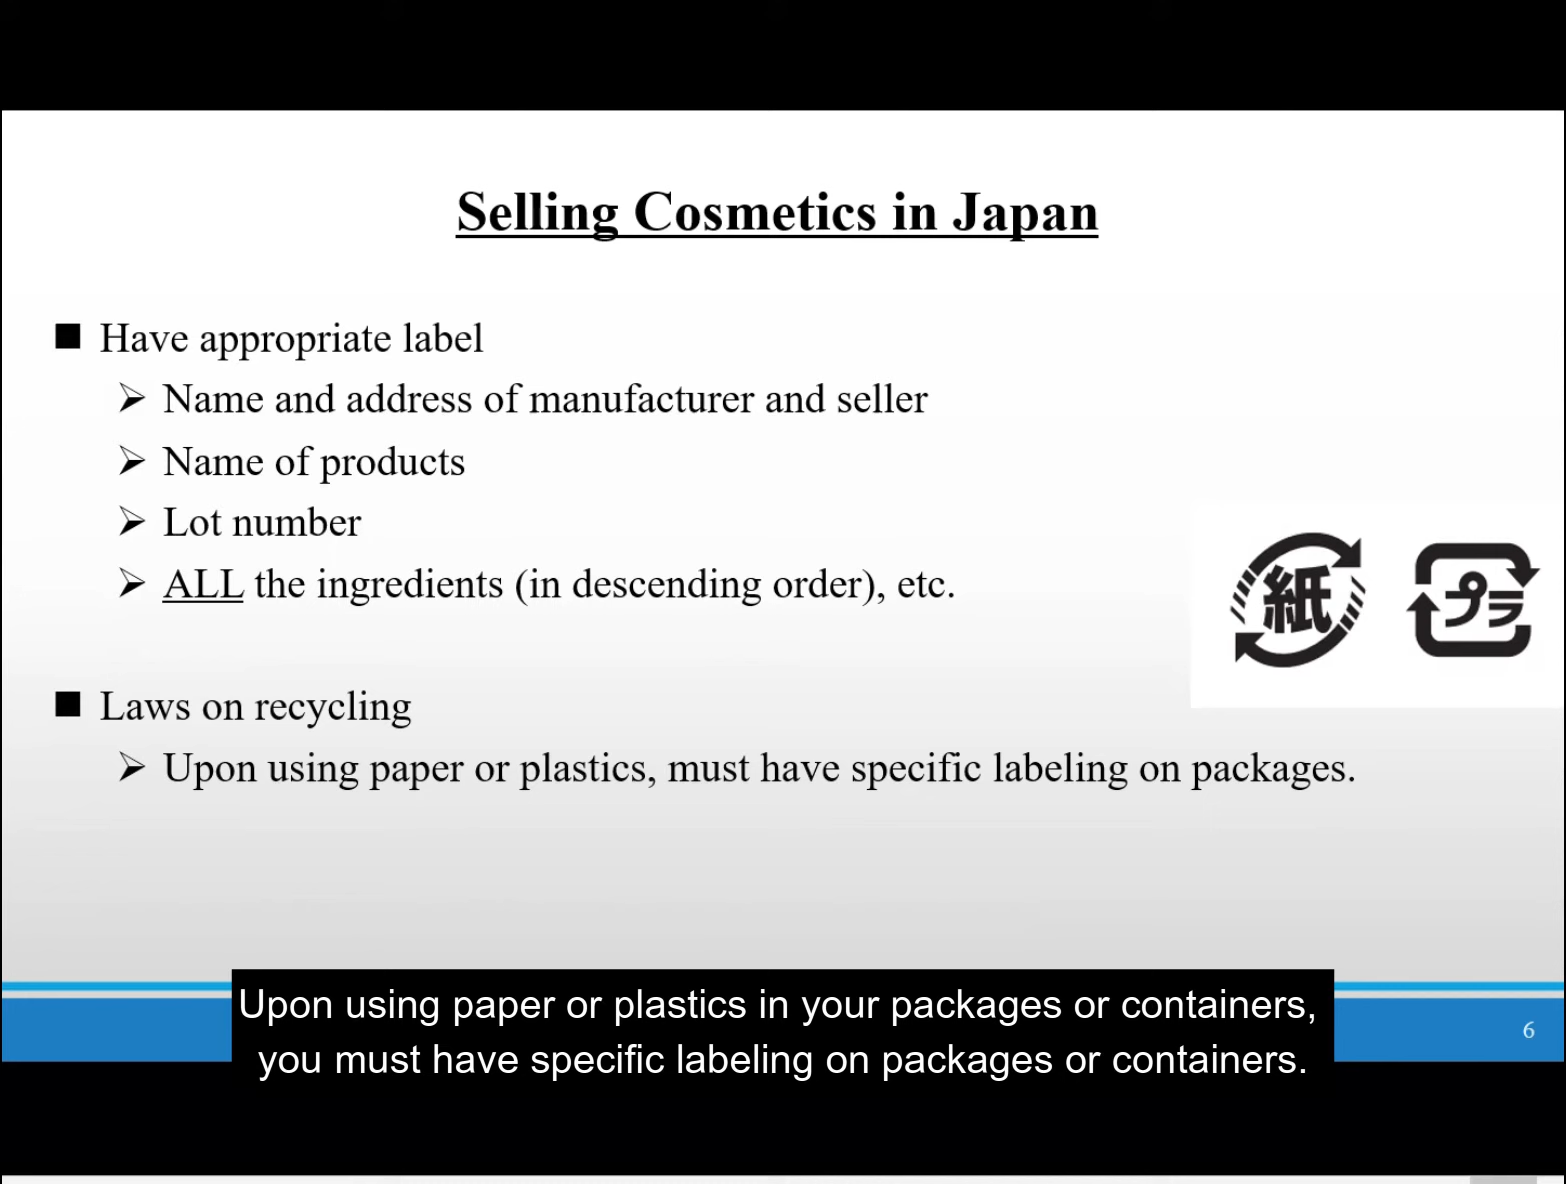 Selling Cosmetics in Japan
■ Have appropriate label
➢ Name and address of manufacturer and seller
➢ Name of products
➢ Lot number
➢ ALL the ingredients (in descending order), etc.
紙
プラ
■ Laws on recycling
➢ Upon using paper or plastics, must have specific labeling on packages.
Upon using paper or plastics in your packages or containers,
you must have specific labeling on packages or containers.
6